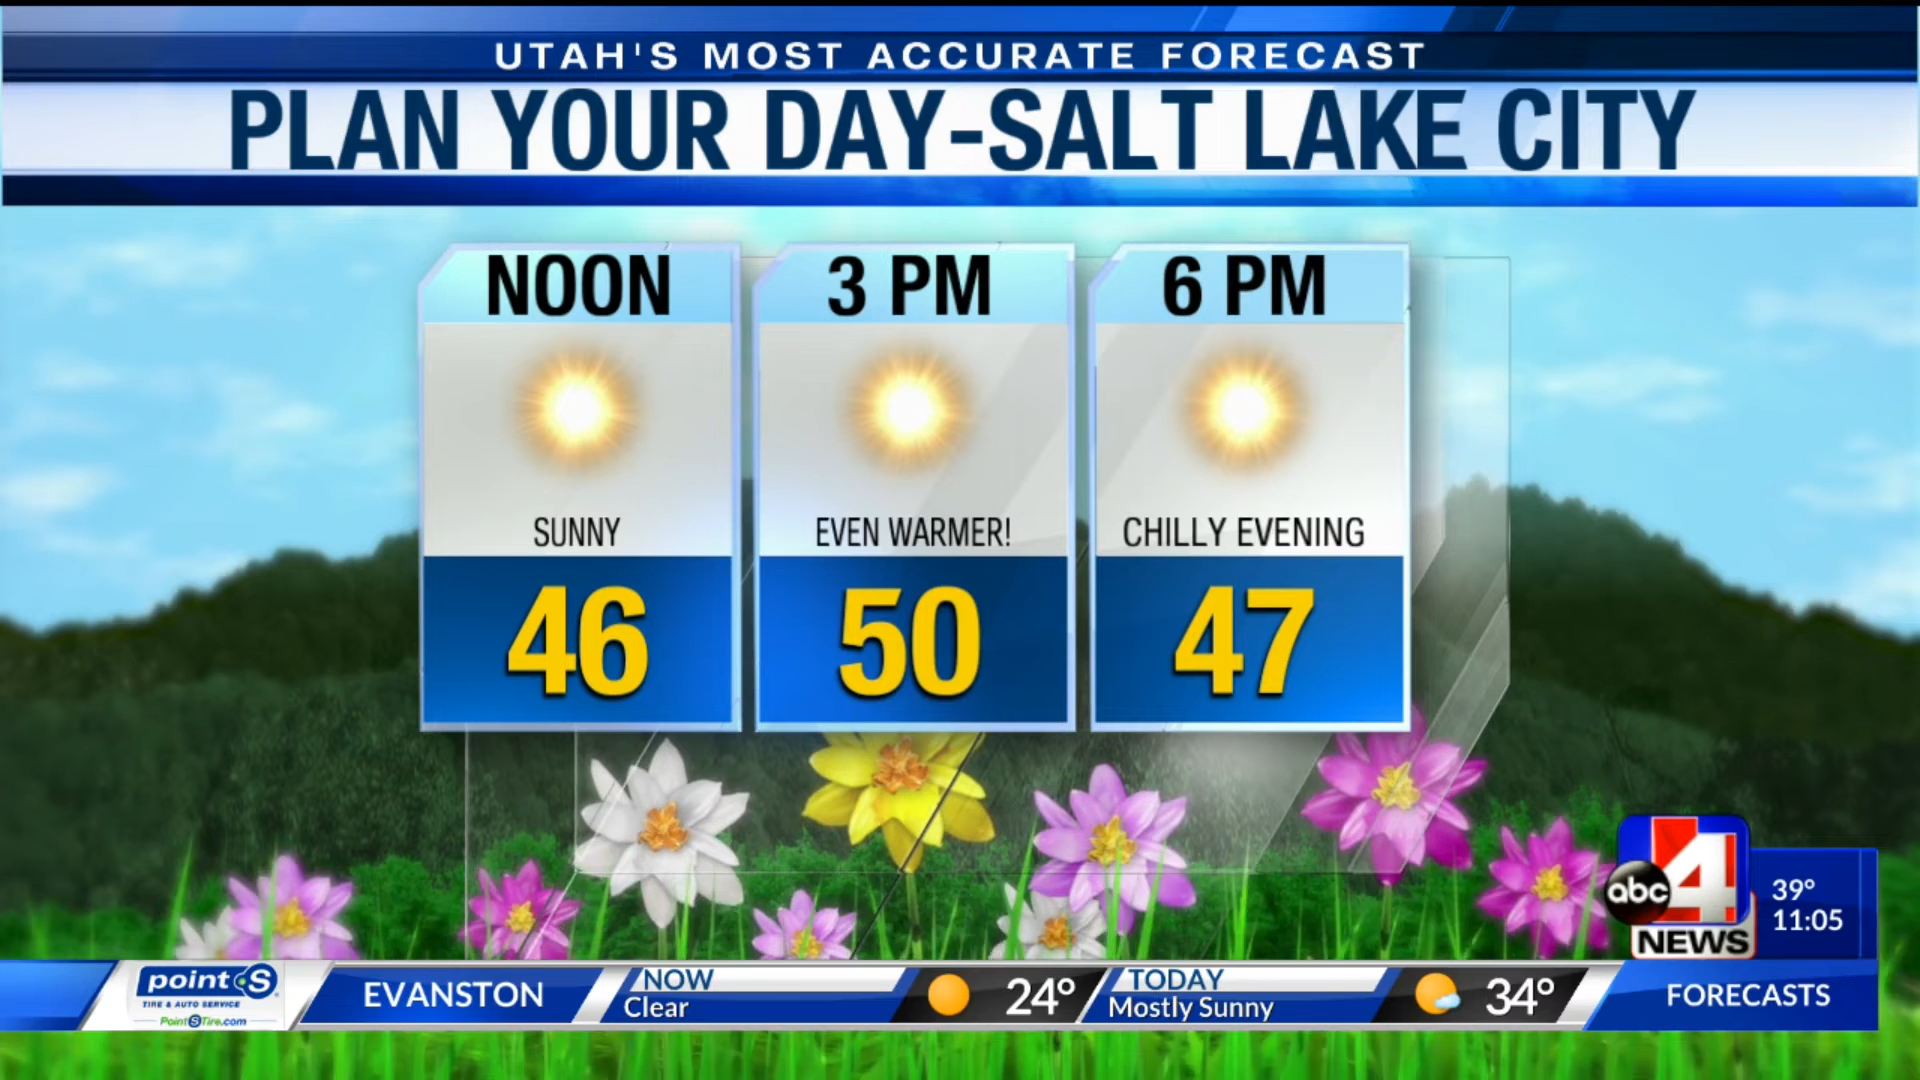 UTAH'S MOST ACCURATE FORECAST
PLAN YOUR DAY-SALT LAKE CITY
NOON
SUNNY
46
3 PM
EVEN WARMER!
50
6 PM
CHILLY EVENING
47
abc 4
NEWS
39°
11:05
point S
TIRE & AUTO SERVICE
PointSTire.com
EVANSTON
NOW
Clear
24°
TODAY
Mostly Sunny
34°
FORECASTS